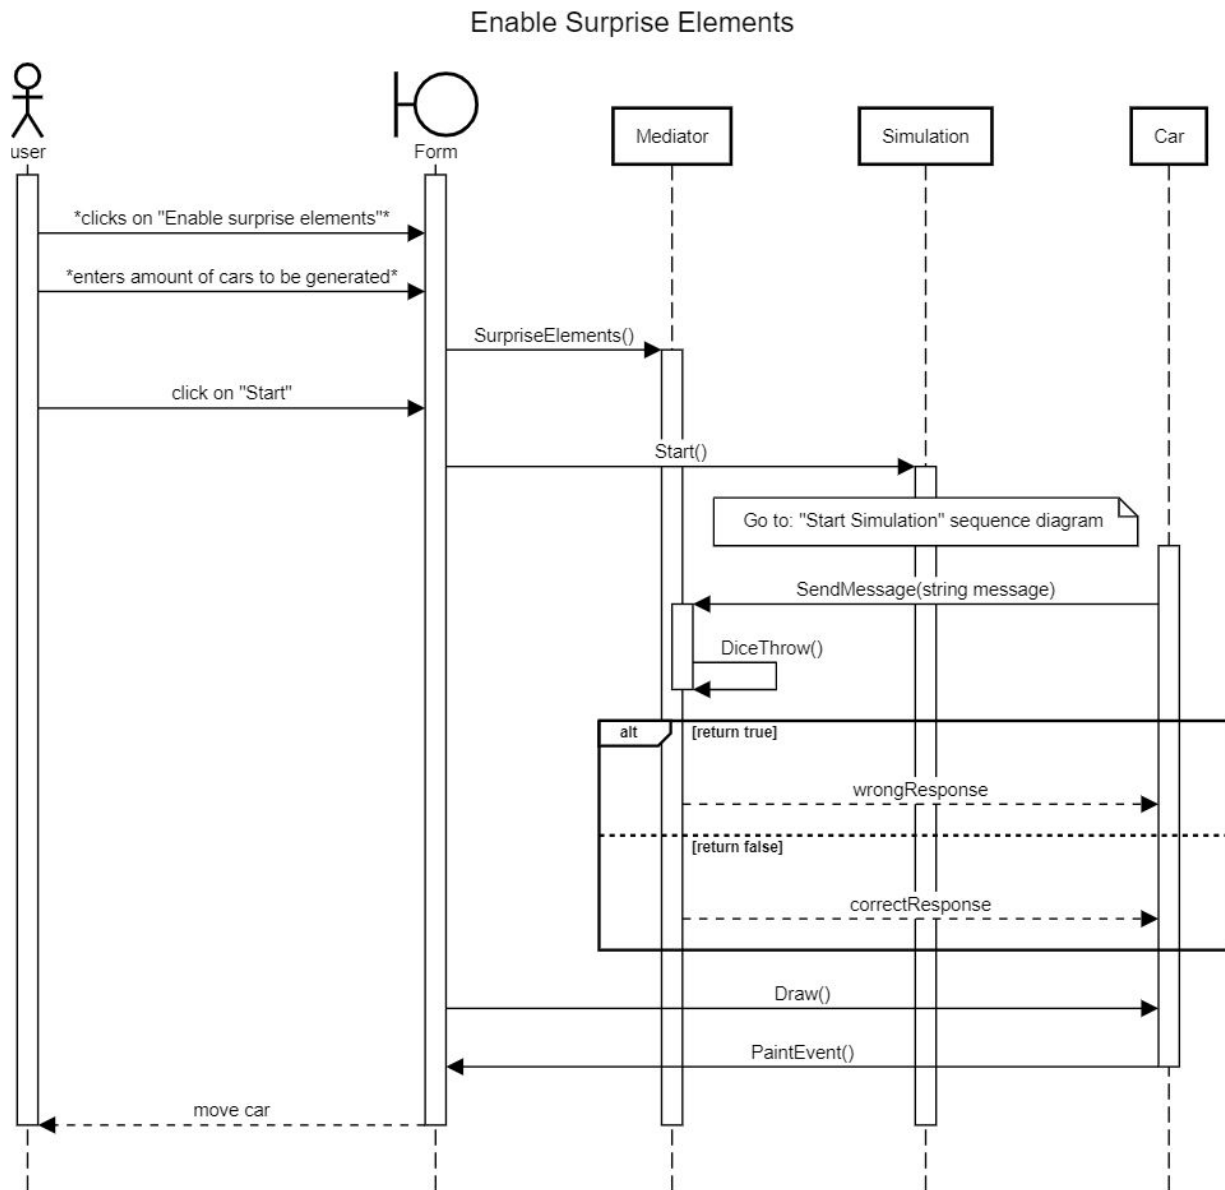 Enable Surprise Elements
user
Form
Mediator
Simulation
Car
*clicks on "Enable surprise elements"*
*enters amount of cars to be generated*
SurpriseElements()
click on "Start"
Start()
Go to: "Start Simulation" sequence diagram
SendMessage(string message)
DiceThrow()
alt
[return true]
wrongResponse
[return false]
correctResponse
Draw()
PaintEvent()
move car